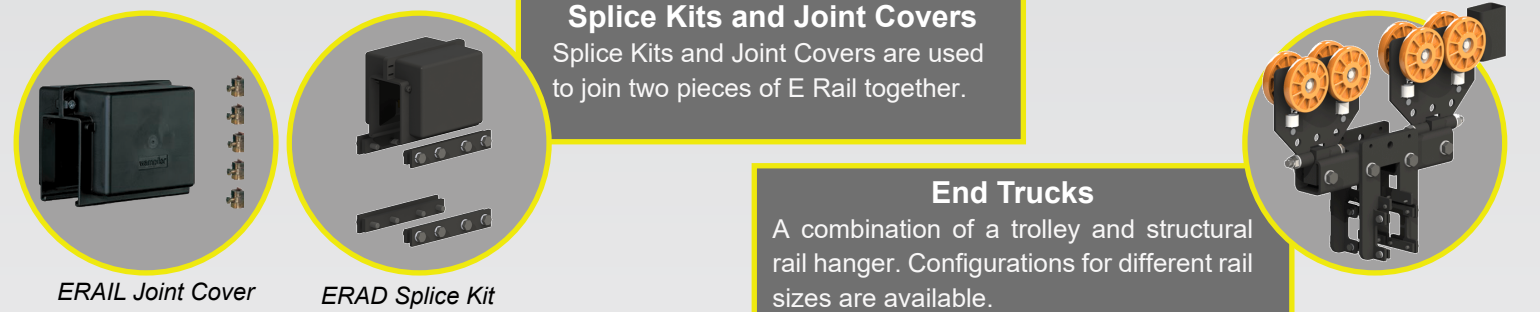 Splice Kits and Joint Covers
Splice Kits and Joint Covers are used
to join two pieces of E Rail together.
ERAIL Joint Cover
ERAD Splice Kit
End Trucks
A combination of a trolley and structural
rail hanger. Configurations for different rail
sizes are available.